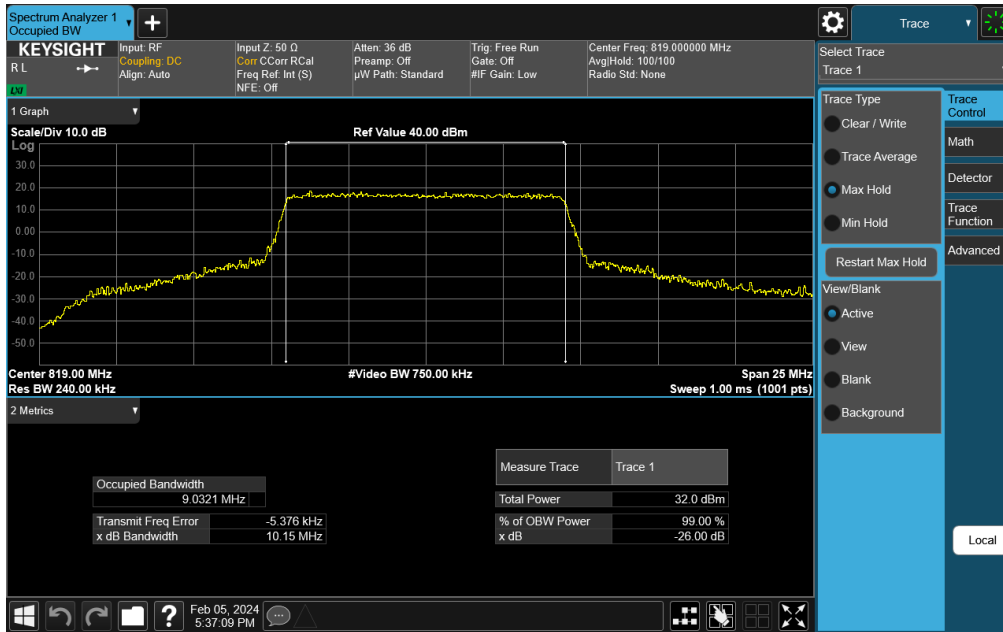 Spectrum Analyzer 1
Occupied BW
KEYSIGHT
R L
LXI
Input: RF
Coupling: DC
Align: Auto
Input Z: 50 Ω
Corr CCorr RCal
Freq Ref: Int (S)
NFE: Off
Atten: 36 dB
Preamp: Off
µW Path: Standard
Trig: Free Run
Gate: Off
#IF Gain: Low
Center Freq: 819.000000 MHz
Avg|Hold: 100/100
Radio Std: None
1 Graph
Scale/Div 10.0 dB
Ref Value 40.00 dBm
Log
30.0
20.0
10.0
0.00
-10.0
-20.0
-30.0
-40.0
-50.0
Center 819.00 MHz
#Video BW 750.00 kHz
Span 25 MHz
Res BW 240.00 kHz
Sweep 1.00 ms (1001 pts)
2 Metrics
Occupied Bandwidth
9.0321 MHz
Transmit Freq Error -5.376 kHz
x dB Bandwidth 10.15 MHz
Measure Trace Trace 1
Total Power 32.0 dBm
% of OBW Power 99.00 %
x dB -26.00 dB
Feb 05, 2024
5:37:09 PM
?
Trace
Select Trace
Trace 1
Trace Type
Clear / Write
Trace Average
Max Hold
Min Hold
Restart Max Hold
View/Blank
Active
View
Blank
Background
Trace
Control
Math
Detector
Trace
Function
Advanced
Local